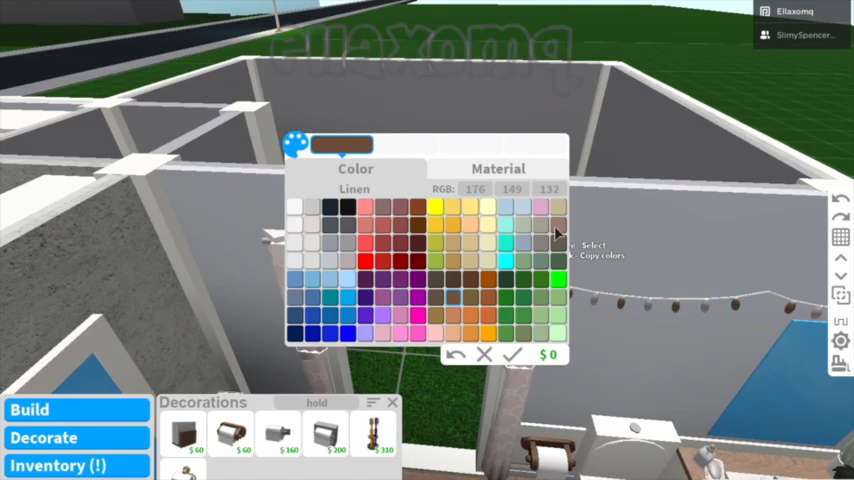 Ellaxomq
ellaxomq
SlimySpencer...
Color
Material
Linen
RGB: 176 149 132
e - Select
k - Copy colors
$ 0
Build
Decorate
Inventory (!)
Decorations
hold
$ 60
$ 60
$ 160
$ 200
$ 310